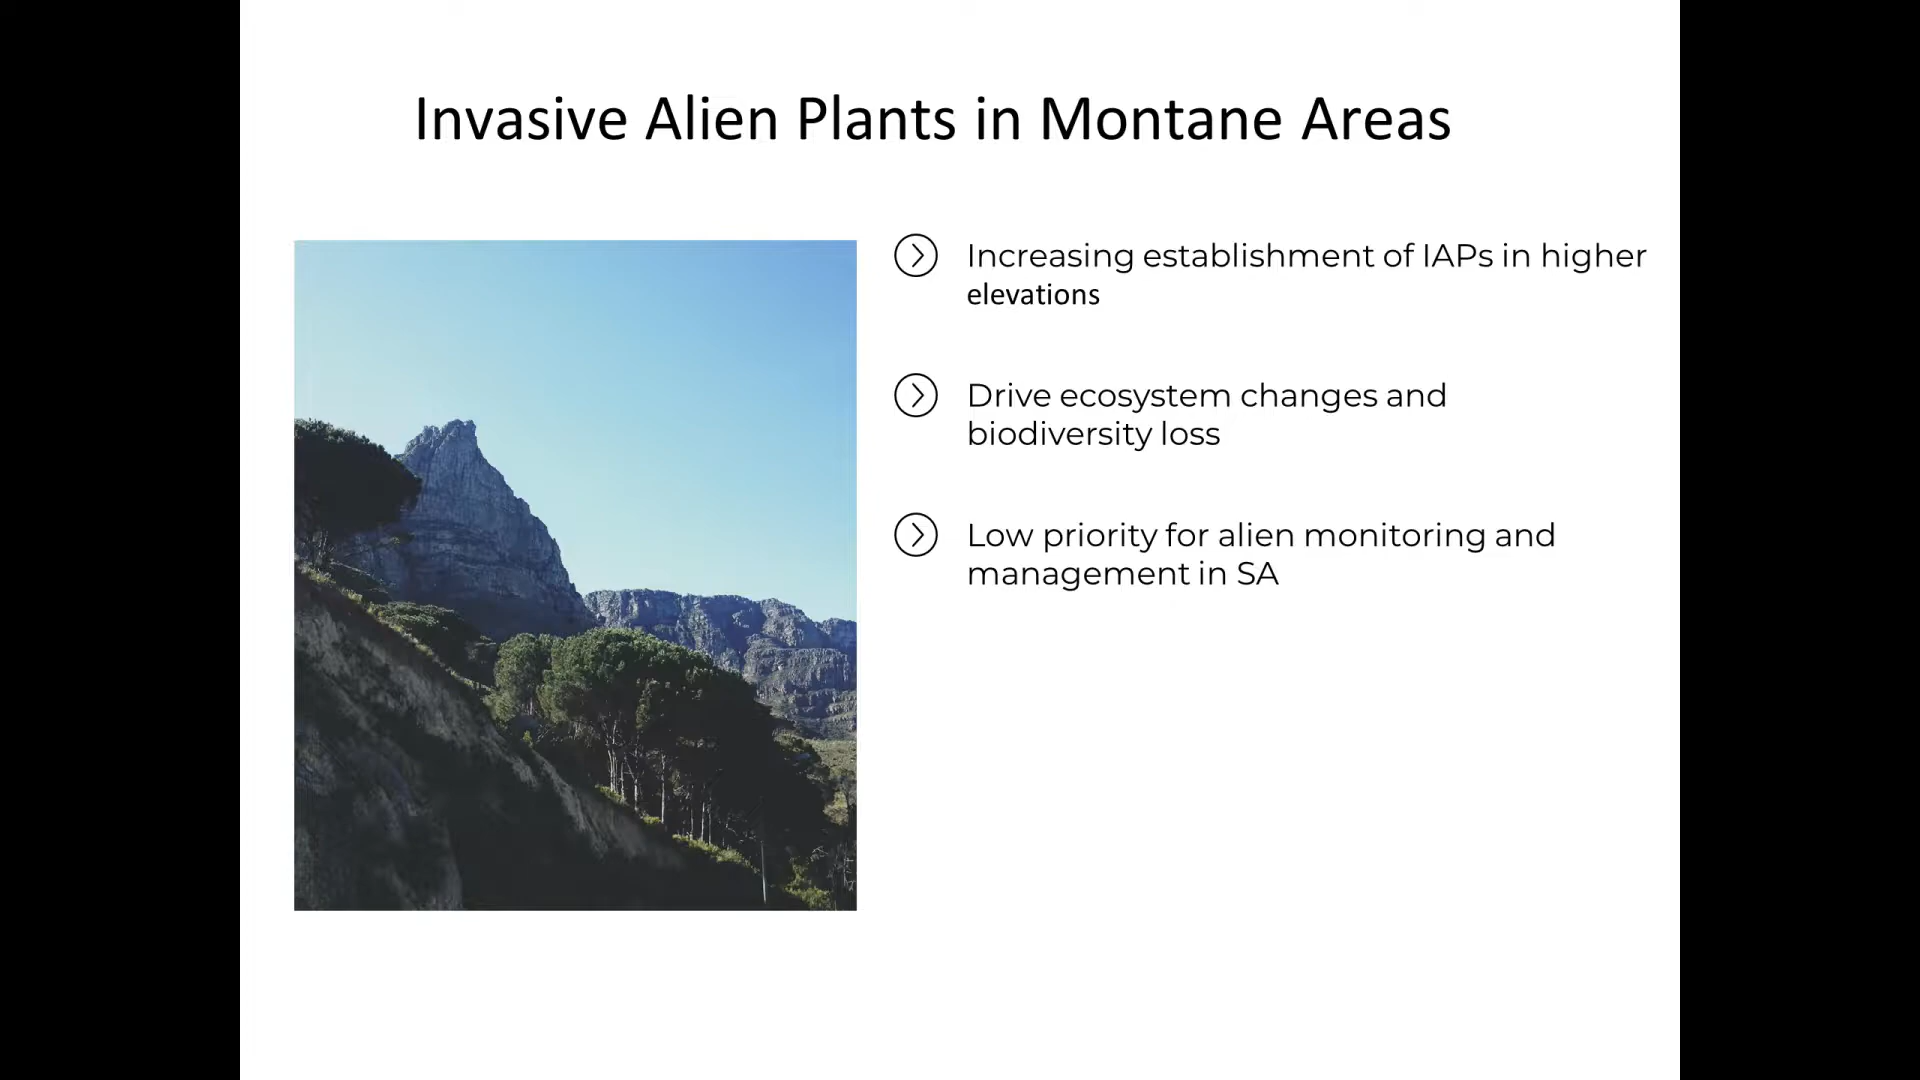 Invasive Alien Plants in Montane Areas
Increasing establishment of IAPs in higher
elevations
Drive ecosystem changes and
biodiversity loss
Low priority for alien monitoring and
management in SA